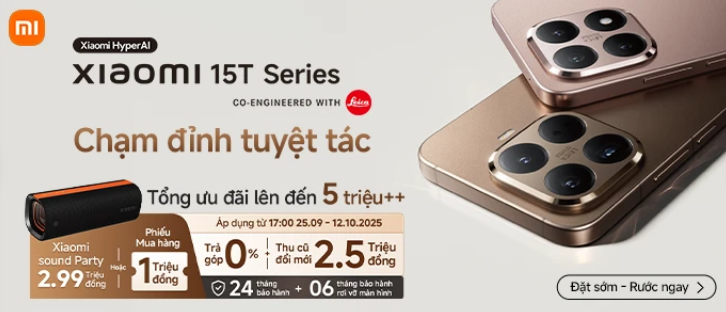 mi
Xiaomi HyperAI
xiaomi 15T Series
CO-ENGINEERED WITH Leica
Chạm đỉnh tuyệt tác
Tổng ưu đãi lên đến 5 triệu++
Áp dụng từ 17:00 25.09 - 12.10.2025
Xiaomi
sound Party
2.99 Triệu đồng
Hoặc
Phiếu
Mua hàng
1 Triệu đồng
Trả góp 0%
+
Thu cũ đổi mới 2.5 Triệu đồng
24 tháng bảo hành + 06 tháng bảo hành rơi vỡ màn hình
Đặt sớm - Rước ngay >